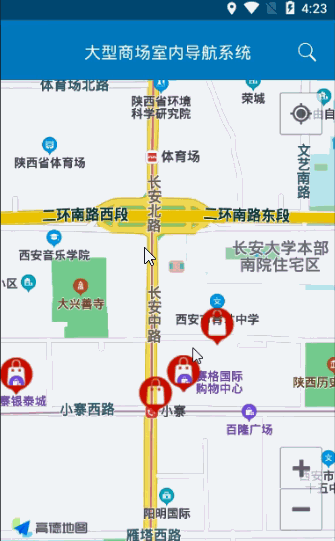 4:23
大型商场室内导航系统
体育场北路
陕西省环境
科学研究院
荣城
由自
陕西省体育场
体育场
文艺南路
长安北路
二环南路西段
二环南路东段
西安音乐学院
长安大学本部
南院住宅区
小区
大兴善寺
长安中路
中学
赛格国际
购物中心
陕西历
寨银泰城
小寨西路
小寨
百隆广场
西安市
十五中
阳明国际
高德地图
雁塔西路